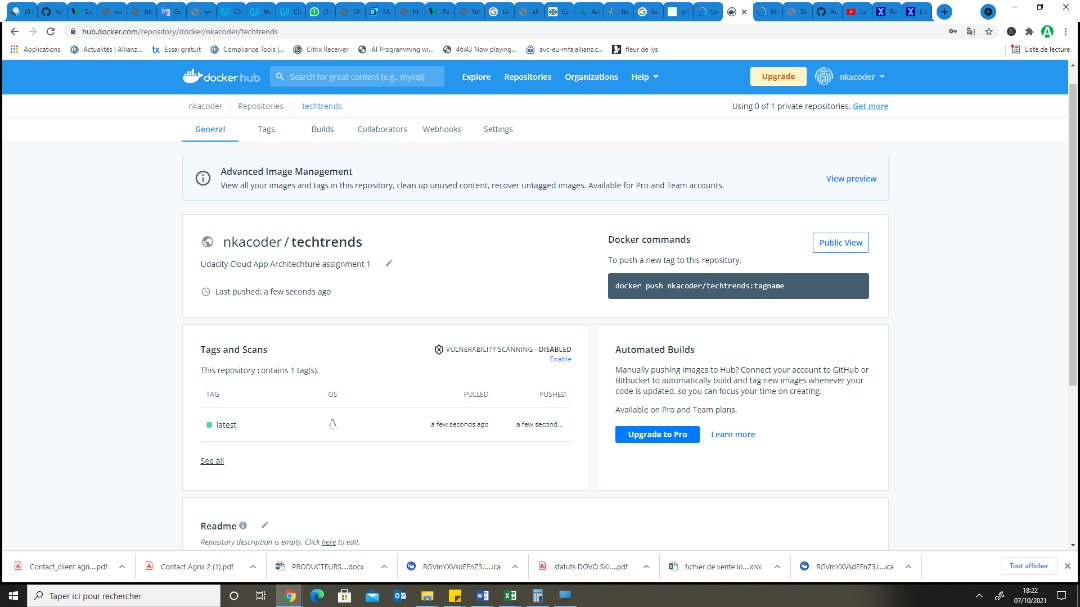 hub.docker.com/repository/docker/nkacoder/techtrends
Applications
Actualités | Allianz...
Essai gratuit
Compliance Tools |...
Citrix Receiver
AI Programming wi...
46!43 Now playing...
avc-eu-mfa.allianz.c...
fleur de lys
Liste de lecture
dockerhub
Search for great content (e.g., mysql)
Explore
Repositories
Organizations
Help
Upgrade
nkacoder
nkacoder
Repositories
techtrends
Using 0 of 1 private repositories. Get more
General
Tags
Builds
Collaborators
Webhooks
Settings
Advanced Image Management
View all your images and tags in this repository, clean up unused content, recover untagged images. Available for Pro and Team accounts.
View preview
nkacoder / techtrends
Udacity Cloud App Architechture assignment 1
Last pushed: a few seconds ago
Docker commands
Public View
To push a new tag to this repository,
docker push nkacoder/techtrends:tagname
Tags and Scans
VULNERABILITY SCANNING - DISABLED
Enable
This repository contains 1 tag(s).
TAG
OS
PULLED
PUSHED
latest
a few seconds ago
a few second...
See all
Automated Builds
Manually pushing images to Hub? Connect your account to GitHub or
Bitbucket to automatically build and tag new images whenever your
code is updated, so you can focus your time on creating.
Available on Pro and Team plans.
Upgrade to Pro
Learn more
Readme
Repository description is empty. Click here to edit.
Contact_client agri....pdf
Contact Agrix 2 (1).pdf
PRODUCTEURS....docx
RGVmYXVsdEFnZ3J....ica
statuts DOVO SKI....pdf
fichier de vente lo....xlsx
RGVmYXVsdEFnZ3J....ica
Tout afficher
Taper ici pour rechercher
18:22
07/10/2021